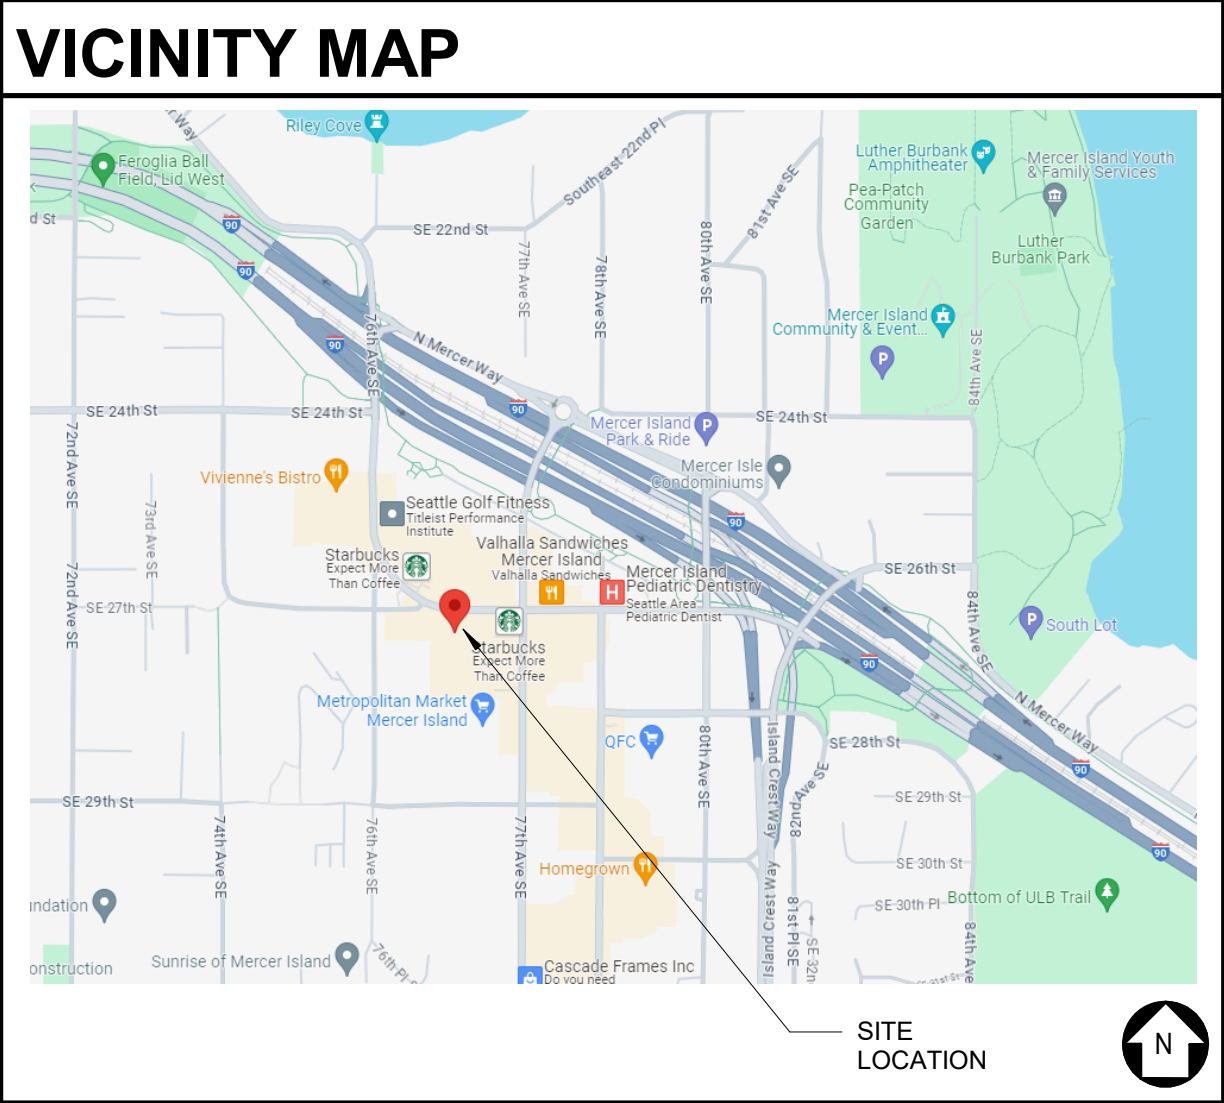 VICINITY MAP
r Way
Riley Cove
Southeast 22nd Pl
Luther Burbank
Amphitheater
Mercer Island Youth
& Family Services
Feroglia Ball
Field, Lid West
k
Pea-Patch
Community
Garden
81st Ave SE
d St
90
SE 22nd St
77th Ave SE
78th Ave SE
80th Ave SE
Luther
Burbank Park
90
Mercer Island
Community & Event...
P
76th Ave SE
90
N Mercer Way
84th Ave SE
SE 24th St
SE 24th St
90
SE 24th St
Mercer Island
Park & Ride
P
72nd Ave SE
Vivienne's Bistro
Mercer Isle
Condominiums
73rd Ave SE
Seattle Golf Fitness
Titleist Performance
Institute
90
Valhalla Sandwiches
Mercer Island
Valhalla Sandwiches
Starbucks
Expect More
Than Coffee
Mercer Island
Pediatric Dentistry
Seattle Area
Pediatric Dentist
H
SE 26th St
72nd Ave SE
SE 27th St
84th Ave SE
P
South Lot
Starbucks
Expect More
Than Coffee
90
Metropolitan Market
Mercer Island
N Mercer Way
QFC
80th Ave SE
Island Crest Way
SE 28th St
82nd Ave SE
90
SE 29th St
SE 29th St
74th Ave SE
76th Ave SE
77th Ave SE
90
Homegrown
SE 30th St
Island Crest Way
Bottom of ULB Trail
SE 30th Pl
undation
81st Pl SE
84th Ave
SE 32n
Sunrise of Mercer Island
76th Pl S
onstruction
Cascade Frames Inc
Do you need
SITE
LOCATION
N